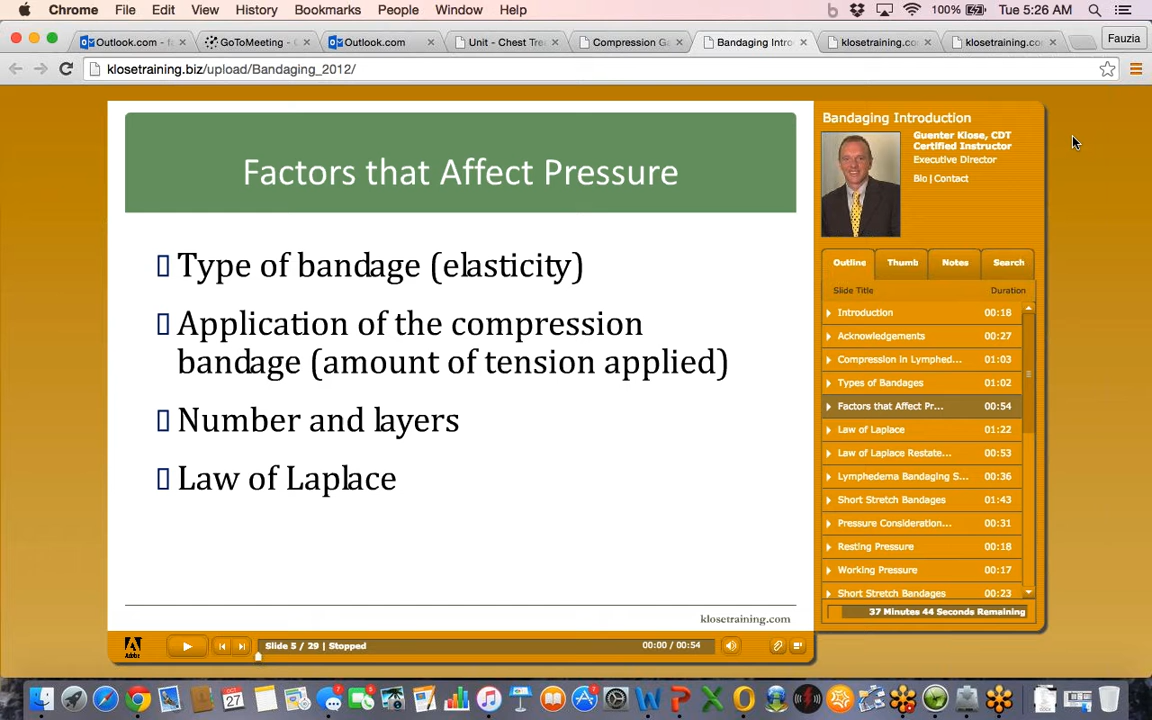 Chrome File Edit View History Bookmarks People Window Help
100% Tue 5:26 AM
Outlook.com - f
GoToMeeting - C
Outlook.com
Unit - Chest Tre
Compression Ga
Bandaging Intro
klosetraining.co
klosetraining.co
Fauzia
klosetraining.biz/upload/Bandaging_2012/
Factors that Affect Pressure
Type of bandage (elasticity)
Application of the compression
bandage (amount of tension applied)
Number and layers
Law of Laplace
klosetraining.com
Adobe
Slide 5 / 29 | Stopped
00:00 / 00:54
Bandaging Introduction
Guenter Klose, CDT
Certified Instructor
Executive Director
Bio | Contact
Outline Thumb Notes Search
Slide Title Duration
Introduction 00:18
Acknowledgements 00:27
Compression in Lymphed... 01:03
Types of Bandages 01:02
Factors that Affect Pr... 00:54
Law of Laplace 01:22
Law of Laplace Restate... 00:53
Lymphedema Bandaging S... 00:36
Short Stretch Bandages 01:43
Pressure Consideration... 00:31
Resting Pressure 00:18
Working Pressure 00:17
Short Stretch Bandages 00:23
37 Minutes 44 Seconds Remaining